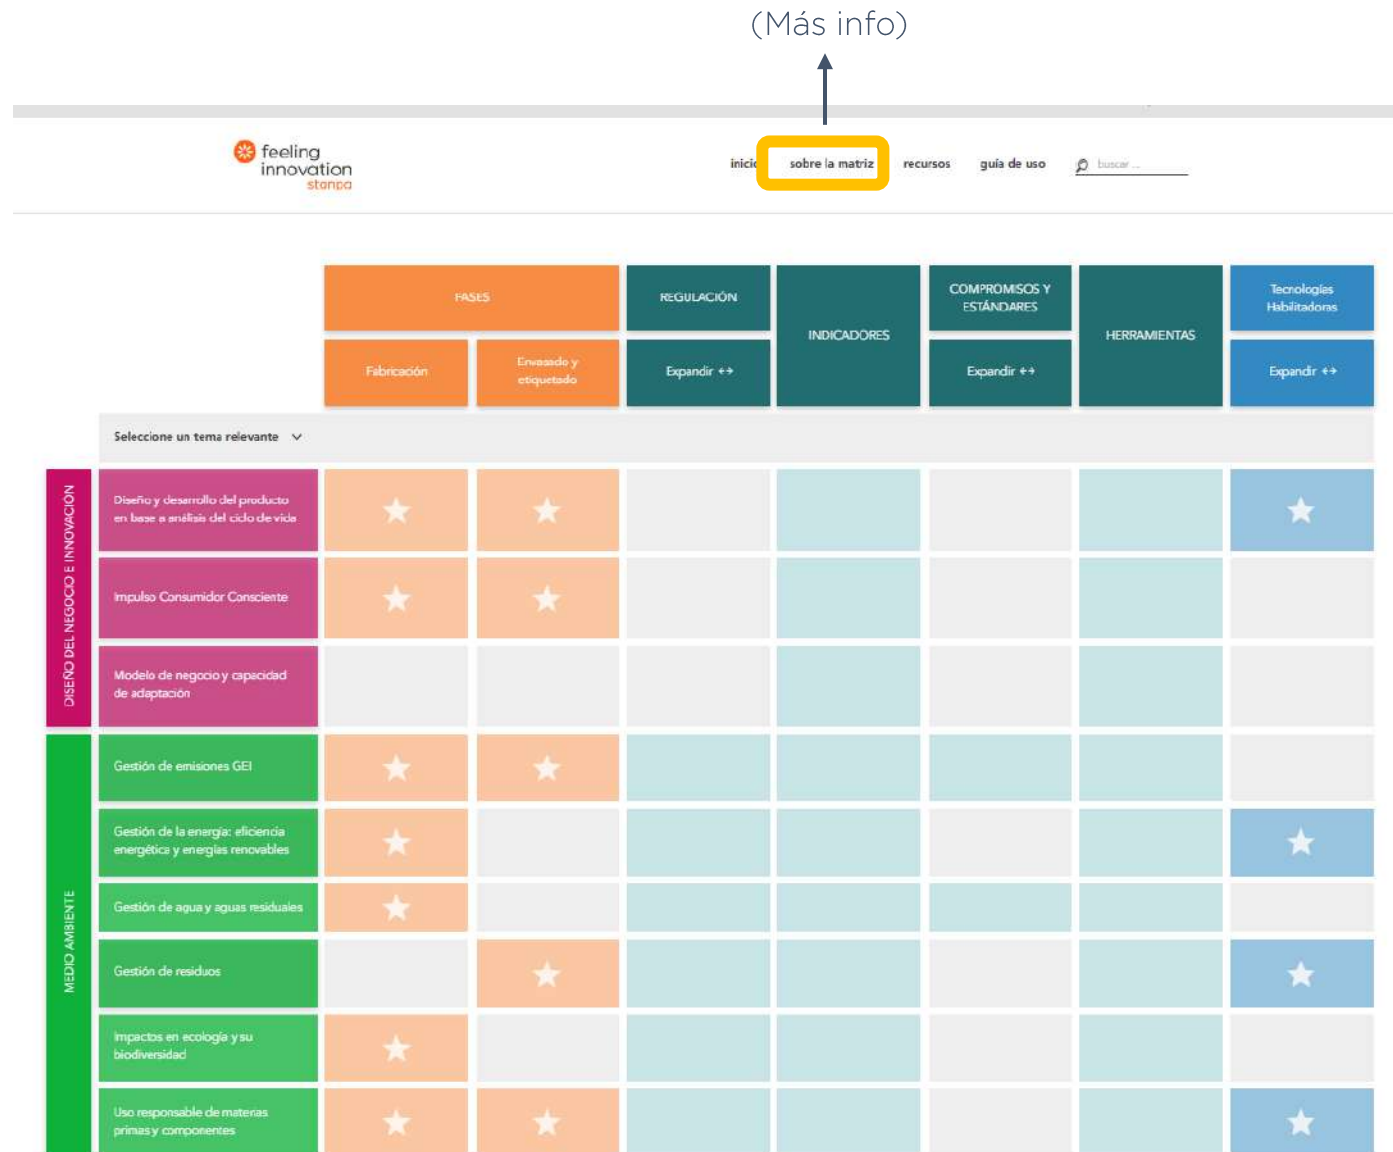 (Más info)
feeling
innovation
stanpa
inicio
sobre la matriz
recursos
guía de uso
buscar ...
FASES
REGULACIÓN
INDICADORES
COMPROMISOS Y
ESTÁNDARES
HERRAMIENTAS
Tecnologías
Habilitadoras
Fabricación
Envasado y
etiquetado
Expandir ↔
Expandir ↔
Expandir ↔
Seleccione un tema relevante
DISEÑO DEL NEGOCIO E INNOVACIÓN
Diseño y desarrollo del producto
en base a análisis del ciclo de vida
Impulso Consumidor Consciente
Modelo de negocio y capacidad
de adaptación
MEDIO AMBIENTE
Gestión de emisiones GEI
Gestión de la energía: eficiencia
energética y energías renovables
Gestión de agua y aguas residuales
Gestión de residuos
Impactos en ecología y su
biodiversidad
Uso responsable de materias
primas y componentes